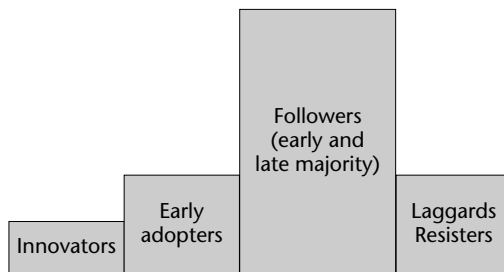 Innovators
Early
adopters
Followers
(early and
late majority)
Laggards
Resisters